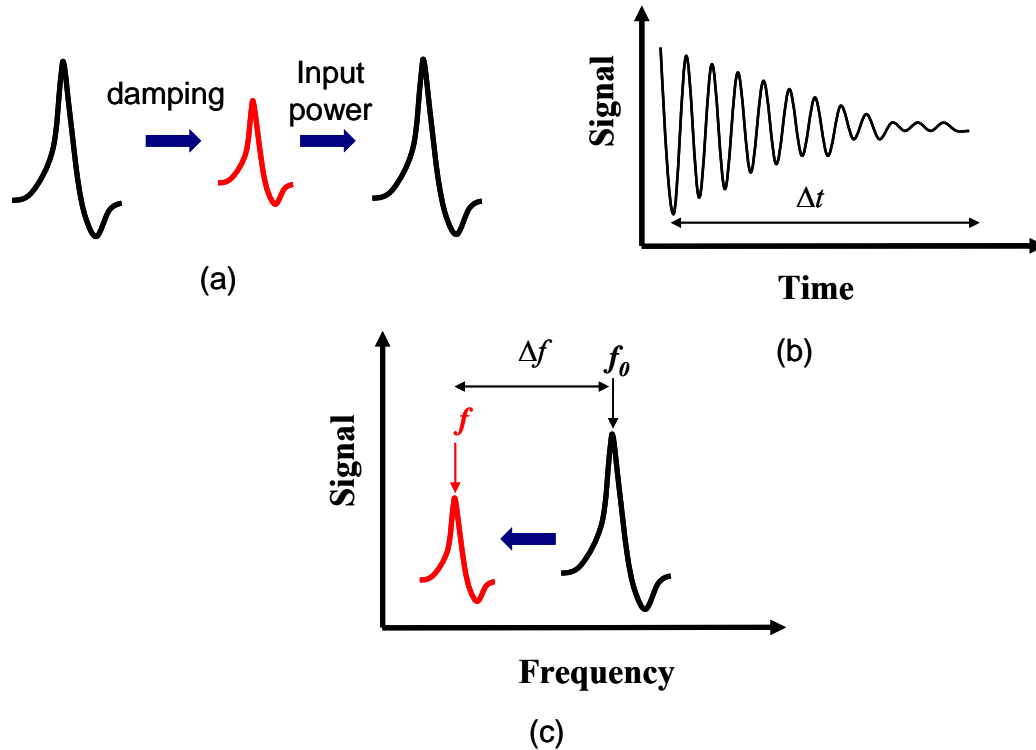 damping
Input
power
(a)
Signal
Δt
Time
(b)
Δf
f₀
f
Signal
Frequency
(c)